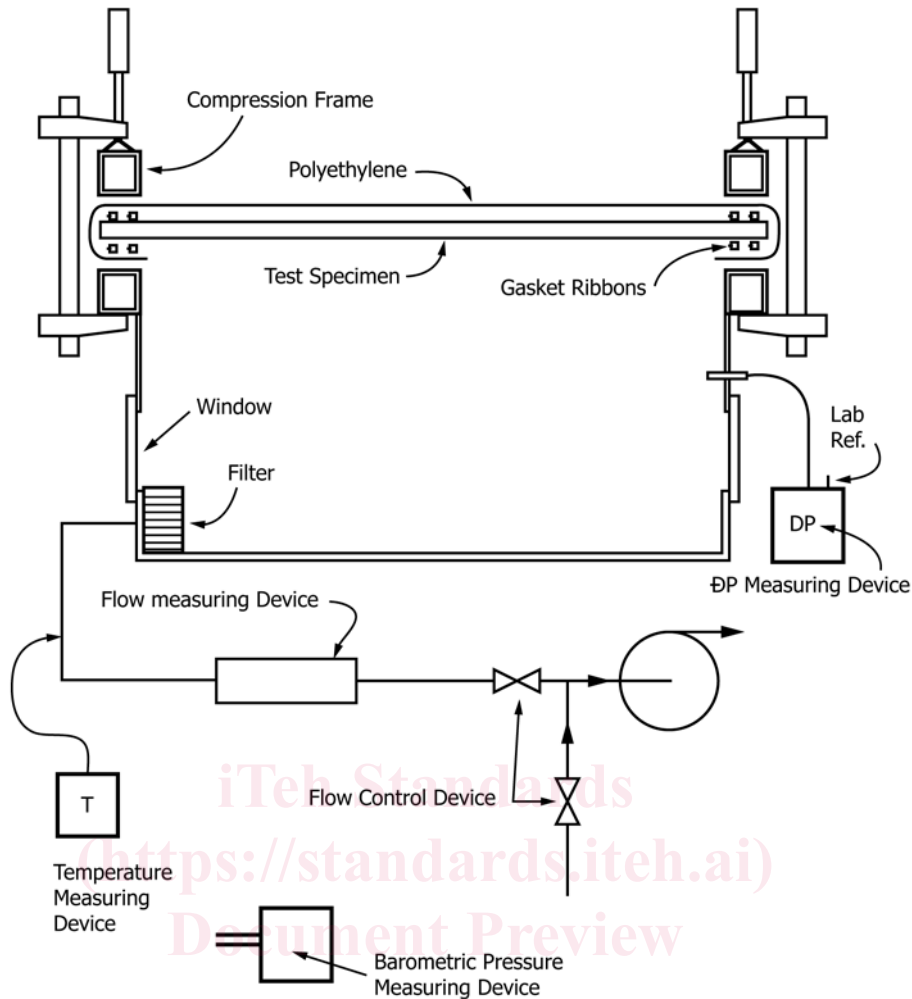 Compression Frame
Polyethylene
Test Specimen
Gasket Ribbons
Window
Lab
Ref.
Filter
DP
ÐP Measuring Device
Flow measuring Device
iTeh Standards
Flow Control Device
T
(https://standards.iteh.ai)
Temperature
Measuring
Device
Document Preview
Barometric Pressure
Measuring Device